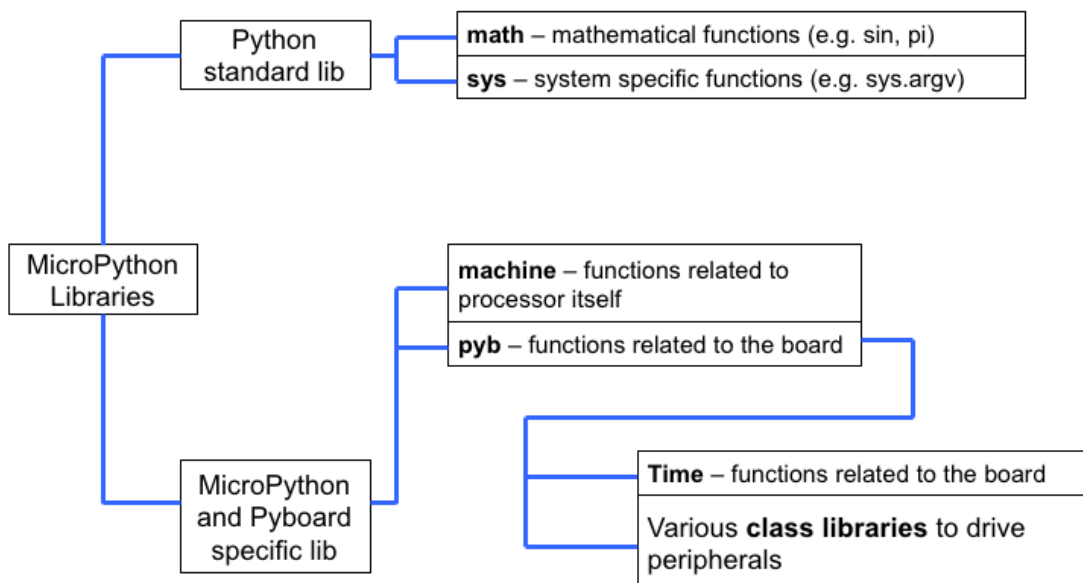 Python
standard lib
math – mathematical functions (e.g. sin, pi)
sys – system specific functions (e.g. sys.argv)
MicroPython
Libraries
machine – functions related to
processor itself
pyb – functions related to the board
MicroPython
and Pyboard
specific lib
Time – functions related to the board
Various class libraries to drive
peripherals